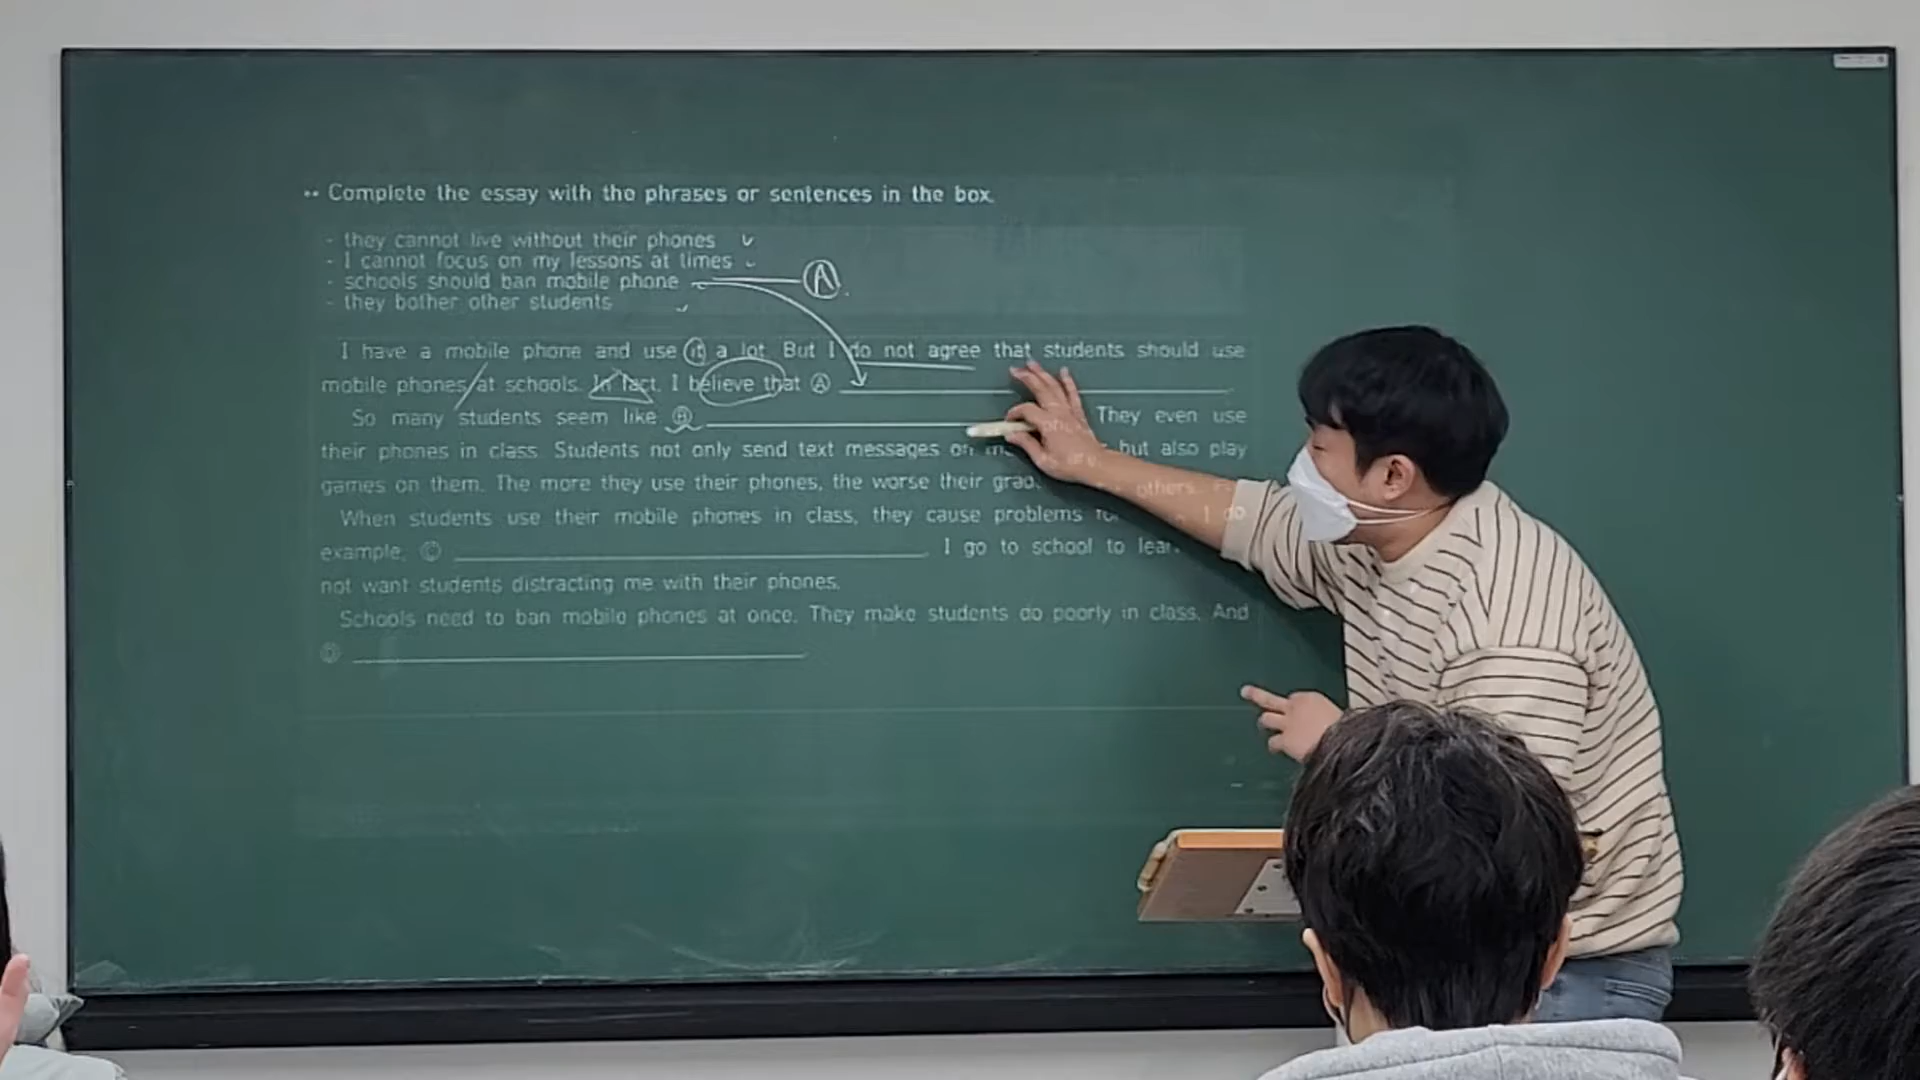 •• Complete the essay with the phrases or sentences in the box.
- they cannot live without their phones
- I cannot focus on my lessons at times
- schools should ban mobile phone
- they bother other students
Ⓐ
I have a mobile phone and use it a lot. But I do not agree that students should use
mobile phones at schools. In fact, I believe that Ⓐ
So many students seem like Ⓑ They even use
their phones in class. Students not only send text messages on but also play
games on them. The more they use their phones, the worse their
When students use their mobile phones in class, they cause problems others.
example, Ⓒ I go to school to I do
not want students distracting me with their phones.
Schools need to ban mobile phones at once. They make students do poorly in class. And
Ⓓ